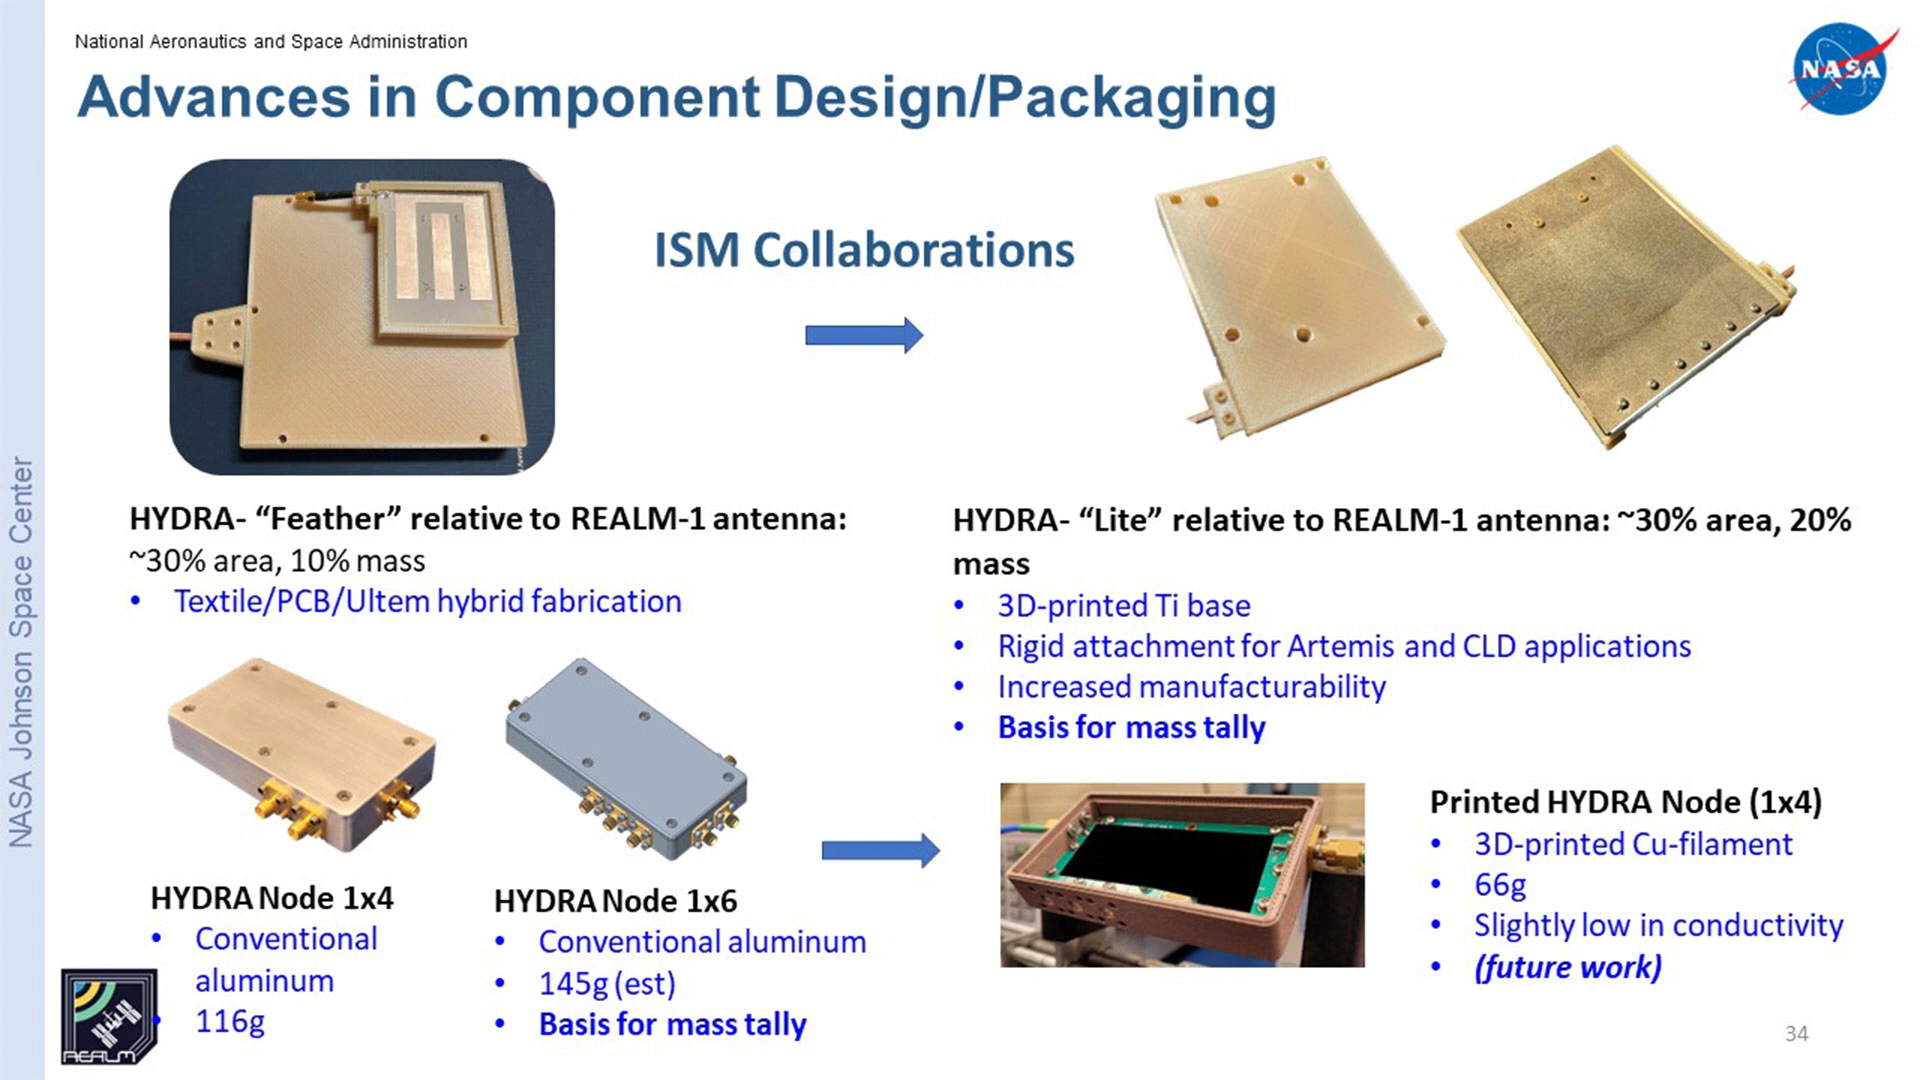 National Aeronautics and Space Administration
NASA
Advances in Component Design/Packaging
ISM Collaborations
HYDRA- “Feather” relative to REALM-1 antenna:
~30% area, 10% mass
• Textile/PCB/Ultem hybrid fabrication
HYDRA- “Lite” relative to REALM-1 antenna: ~30% area, 20%
mass
• 3D-printed Ti base
• Rigid attachment for Artemis and CLD applications
• Increased manufacturability
• Basis for mass tally
HYDRA Node 1x4
• Conventional
aluminum
• 116g
HYDRA Node 1x6
• Conventional aluminum
• 145g (est)
• Basis for mass tally
Printed HYDRA Node (1x4)
• 3D-printed Cu-filament
• 66g
• Slightly low in conductivity
• (future work)
NASA Johnson Space Center
REALM
34